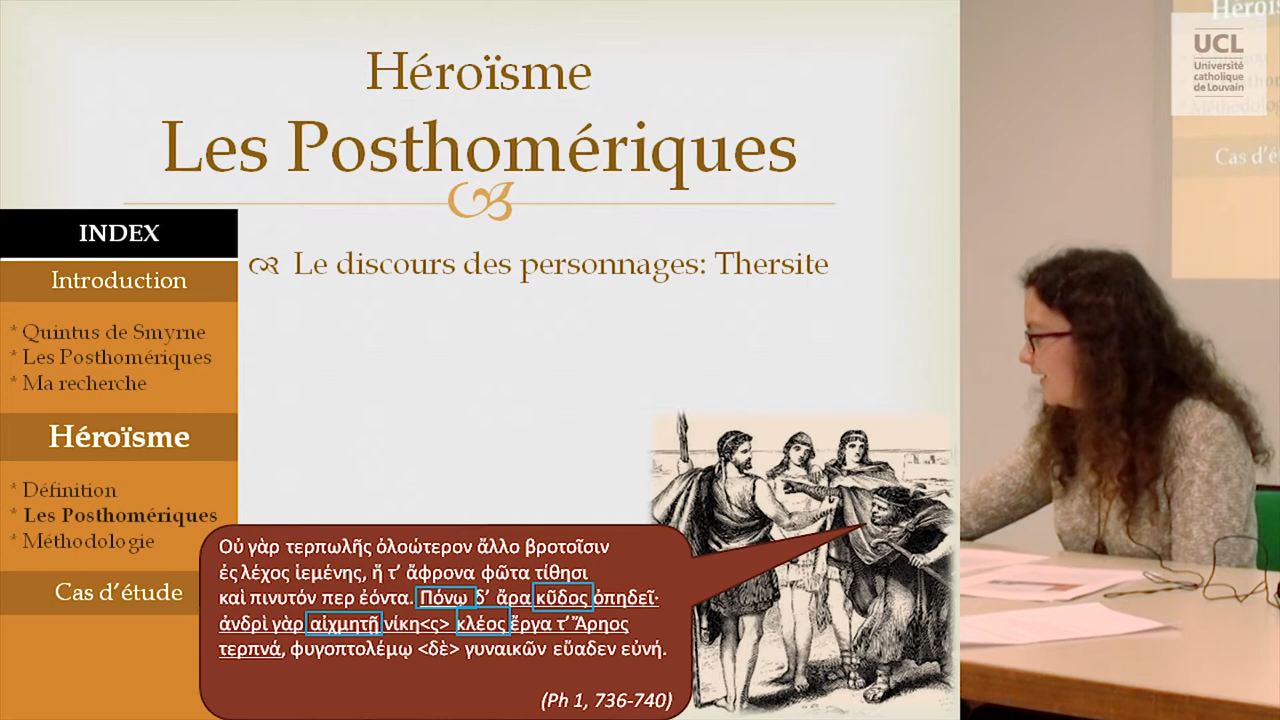 Héroïsme
Les Posthomériques
INDEX
Introduction
* Quintus de Smyrne
* Les Posthomériques
* Ma recherche
Héroïsme
* Définition
* Les Posthomériques
* Méthodologie
Cas d'étude
Le discours des personnages: Thersite
Οὐ γὰρ τερπωλῆς ὀλοώτερον ἄλλο βροτοῖσιν
ἐς λέχος ἱεμένης, ἥ τ' ἄφρονα φῶτα τίθησι
καὶ πινυτόν περ ἐόντα. Πόνῳ δ' ἄρα κῦδος ὀπηδεῖ·
ἀνδρὶ γὰρ αἰχμητῇ νίκη<ς> κλέος ἔργα τ' Ἄρηος
τερπνά, φυγοπτολέμῳ <δὲ> γυναικῶν εὔαδεν εὐνή.
(Ph 1, 736-740)
UCL
Université
catholique
de Louvain
Cas d'é